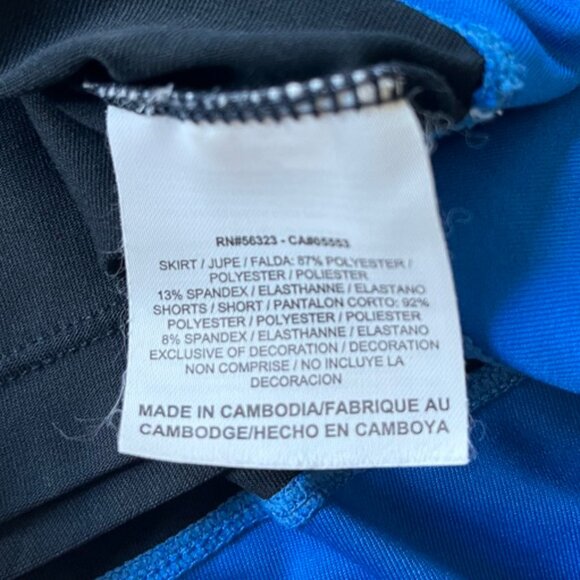 RN#56323 - CA#05553
SKIRT / JUPE / FALDA: 87% POLYESTER /
POLYESTER / POLIESTER
13% SPANDEX / ELASTHANNE / ELASTANO
SHORTS / SHORT / PANTALON CORTO: 92%
POLYESTER / POLYESTER / POLIESTER
8% SPANDEX / ELASTHANNE / ELASTANO
EXCLUSIVE OF DECORATION / DECORATION
NON COMPRISE / NO INCLUYE LA
DECORACION
MADE IN CAMBODIA/FABRIQUE AU
CAMBODGE/HECHO EN CAMBOYA